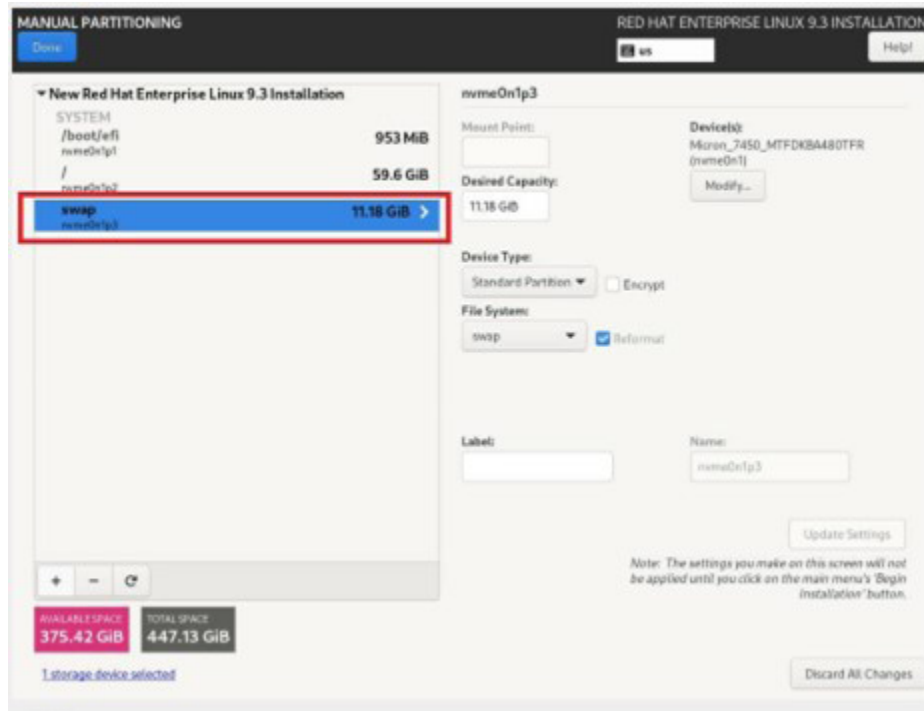 MANUAL PARTITIONING
RED HAT ENTERPRISE LINUX 9.3 INSTALLATION
Done
us
Help!
New Red Hat Enterprise Linux 9.3 Installation
SYSTEM
/boot/efi
953 MiB
nvme0n1p1
/
59.6 GiB
nvme0n1p2
swap
11.18 GiB
nvme0n1p3
nvme0n1p3
Mount Point:
Device(s):
Micron_7450_MTFDKBA480TFR
(nvme0n1)
Modify...
Desired Capacity:
11.18 GiB
Device Type:
Standard Partition
Encrypt
File System:
swap
Reformat
Label:
Name:
nvme0n1p3
Update Settings
Note: The settings you make on this screen will not
be applied until you click on the main menu's 'Begin
Installation' button.
+ -
AVAILABLE SPACE
375.42 GiB
TOTAL SPACE
447.13 GiB
1 storage device selected
Discard All Changes